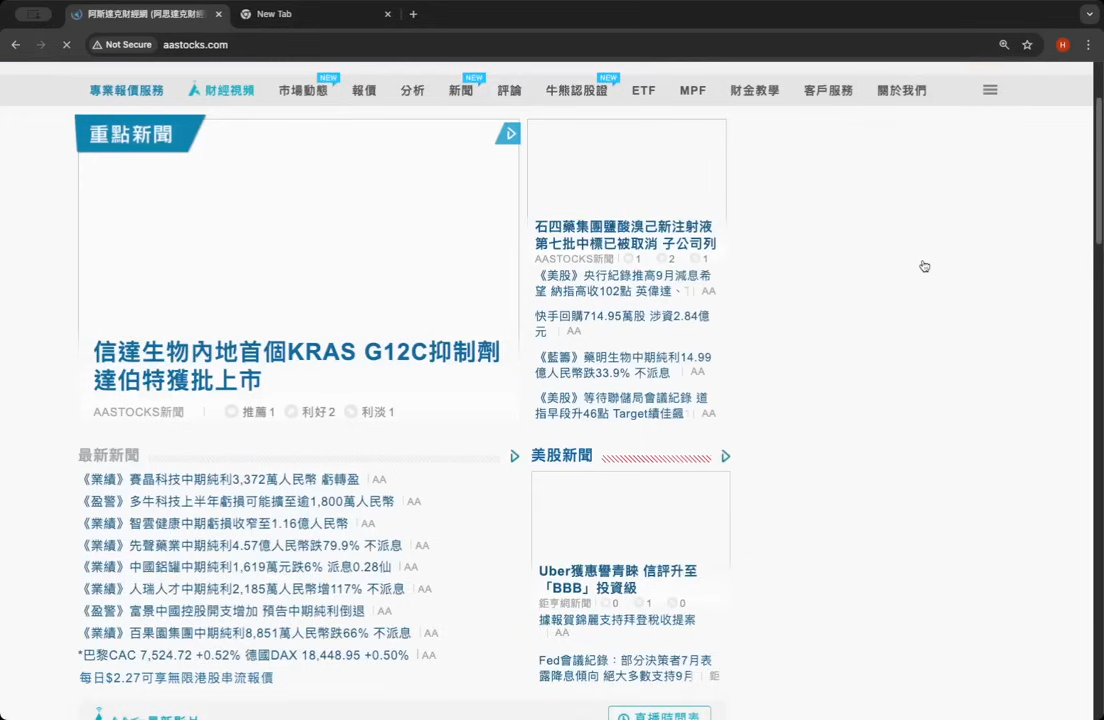 阿斯達克財經網 (阿思達克財經
New Tab
Not Secure
aastocks.com
H
專業報價服務
財經視頻
市場動態
NEW
報價
分析
新聞
NEW
評論
牛熊認股證
NEW
ETF
MPF
財金教學
客戶服務
關於我們
重點新聞
信達生物內地首個KRAS G12C抑制劑
達伯特獲批上市
AASTOCKS新聞 推薦1 利好2 利淡1
石四藥集團鹽酸溴己新注射液
第七批中標已被取消 子公司列
AASTOCKS新聞 1 2 1
《美股》央行紀錄推高9月減息希
望 納指高收102點 英偉達、 AA
快手回購714.95萬股 涉資2.84億
元 AA
《藍籌》藥明生物中期純利14.99
億人民幣跌33.9% 不派息 AA
《美股》等待聯儲局會議紀錄 道
指早段升46點 Target績佳飆 AA
最新新聞
《業績》賽晶科技中期純利3,372萬人民幣 虧轉盈 AA
《盈警》多牛科技上半年虧損可能擴至逾1,800萬人民幣 AA
《業績》智雲健康中期虧損收窄至1.16億人民幣 AA
《業績》先聲藥業中期純利4.57億人民幣跌79.9% 不派息 AA
《業績》中國鋁罐中期純利1,619萬元跌6% 派息0.28仙 AA
《業績》人瑞人才中期純利2,185萬人民幣增117% 不派息 AA
《盈警》富景中國控股開支增加 預告中期純利倒退 AA
《業績》百果園集團中期純利8,851萬人民幣跌66% 不派息 AA
*巴黎CAC 7,524.72 +0.52% 德國DAX 18,448.95 +0.50% AA
每日$2.27可享無限港股串流報價
美股新聞
Uber獲惠譽青睞 信評升至
「BBB」投資級
鉅亨網新聞 0 1 0
據報賀錦麗支持拜登稅收提案
AA
Fed會議紀錄：部分決策者7月表
露降息傾向 絕大多數支持9月 鉅
最新影片
直播時間表